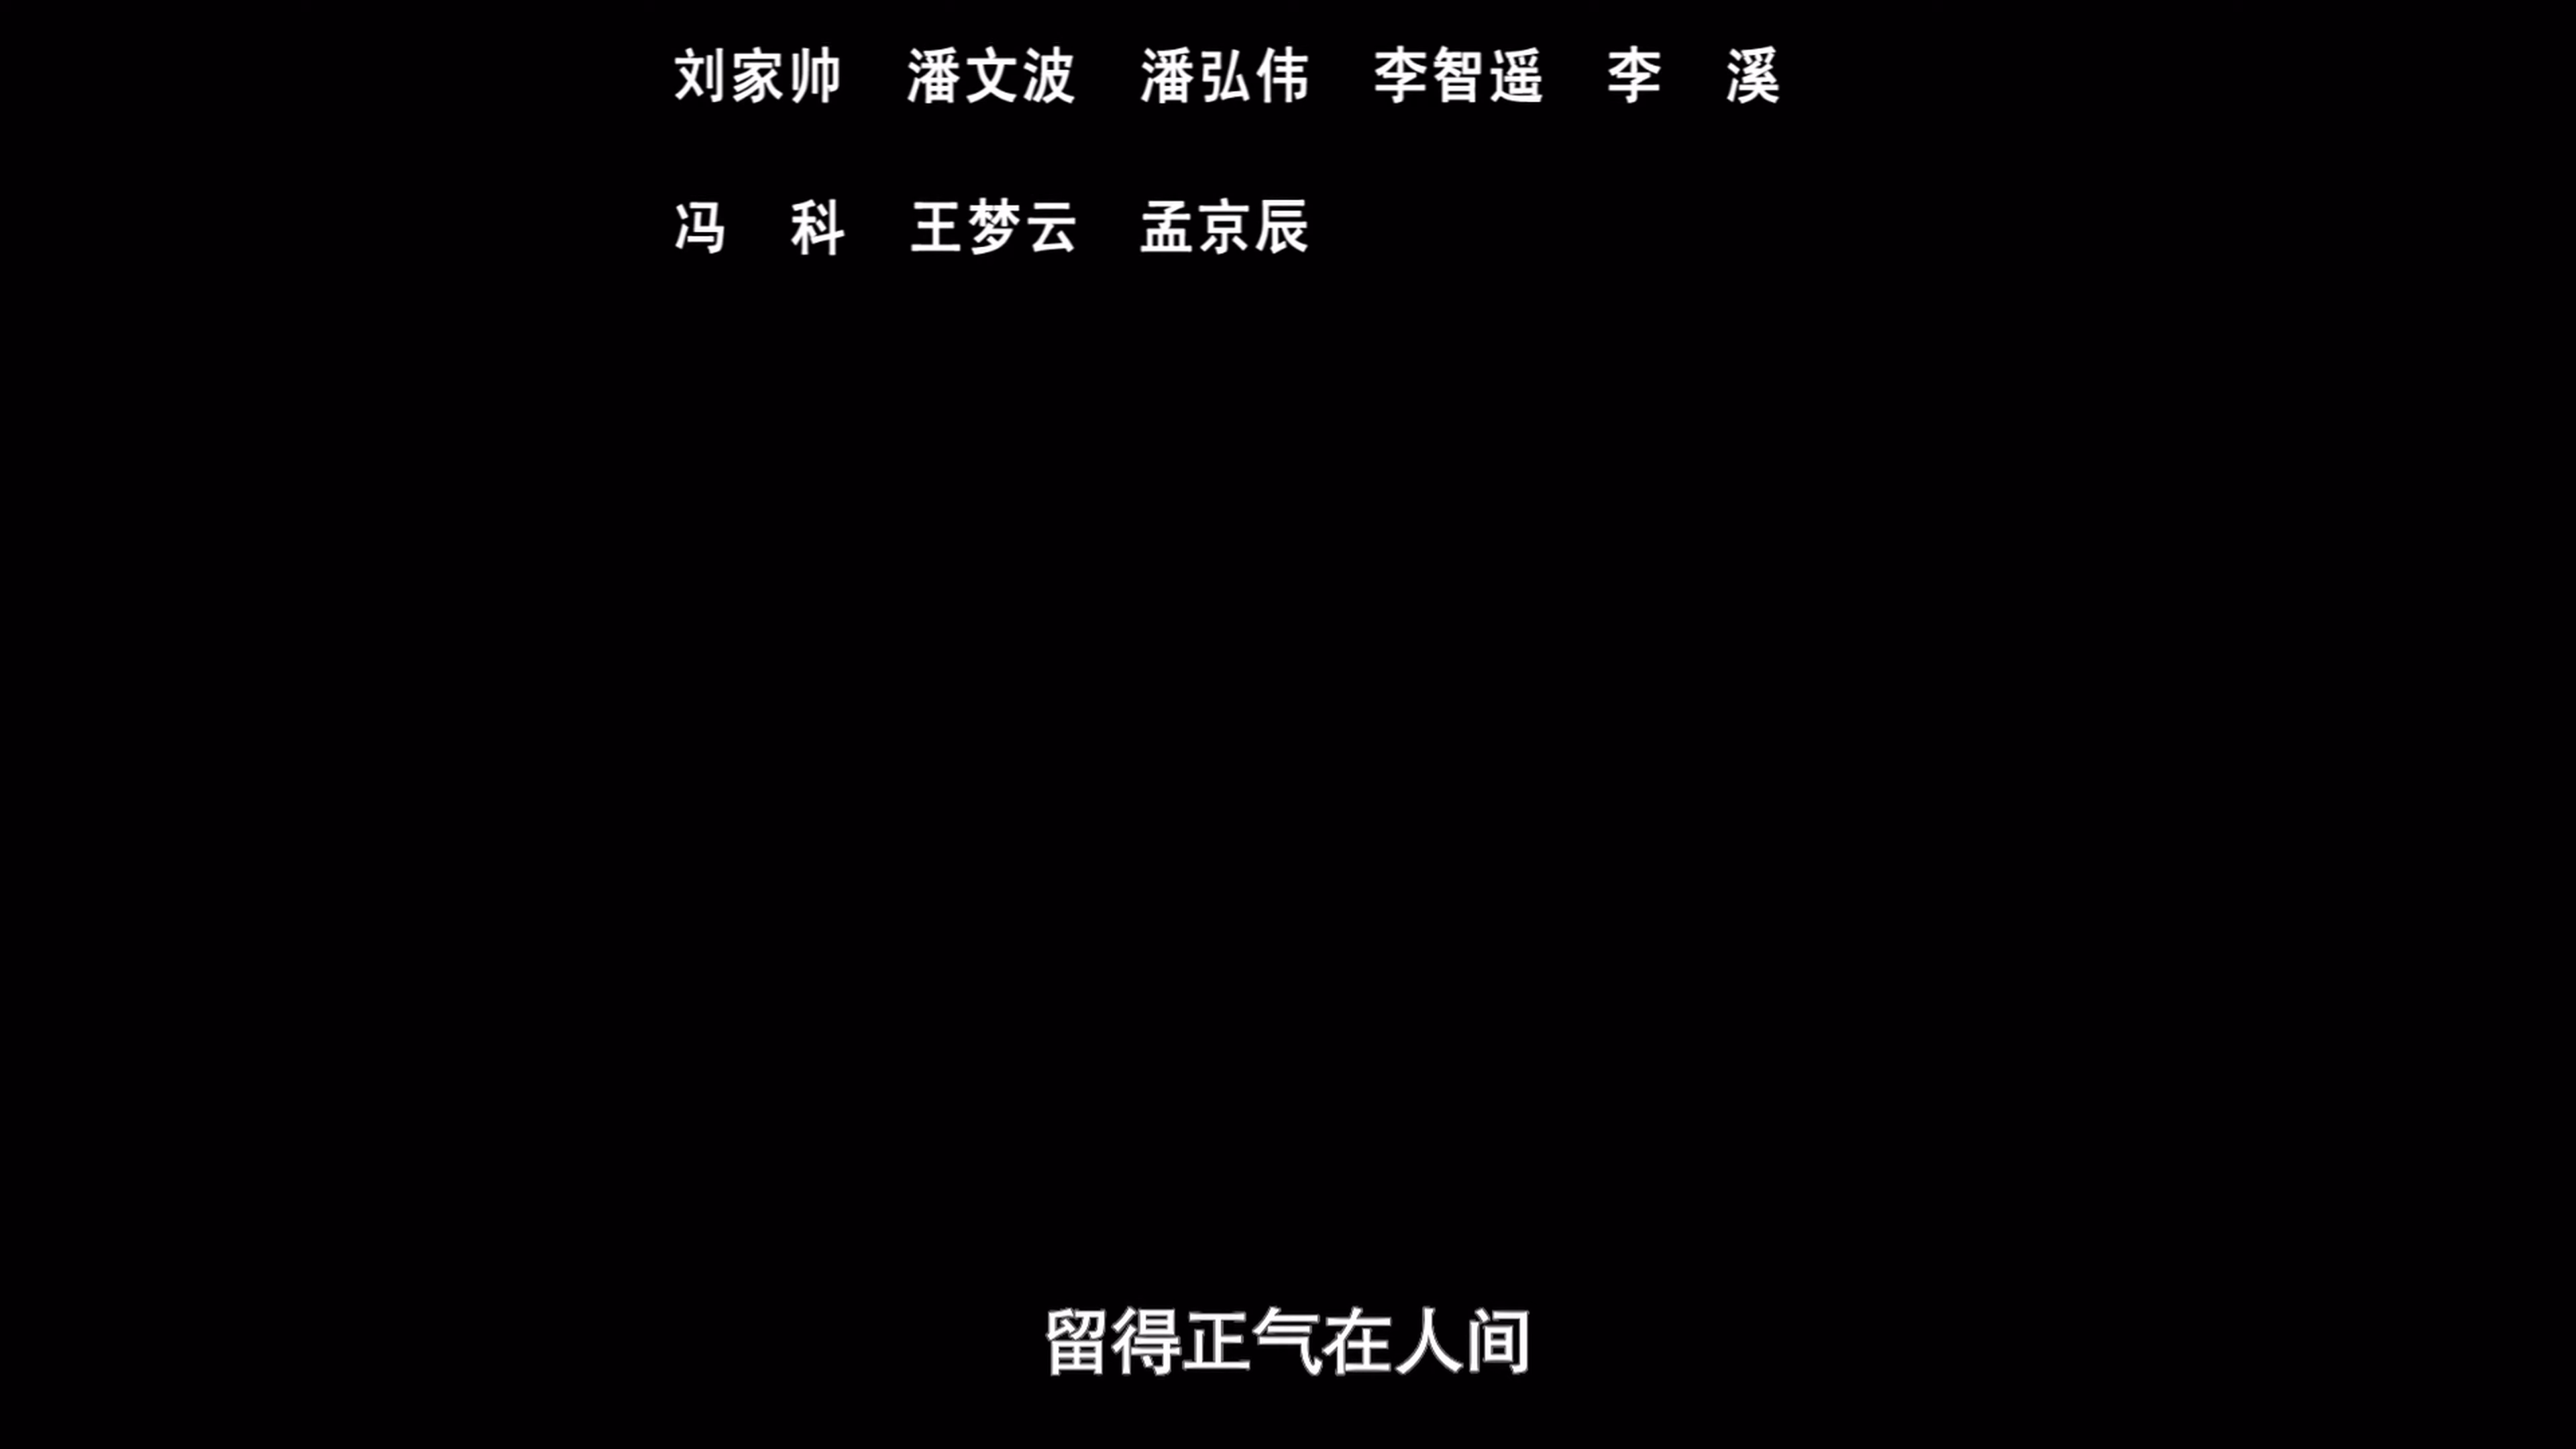 刘家帅 潘文波 潘弘伟 李智遥 李 溪
冯 科 王梦云 孟京辰
留得正气在人间